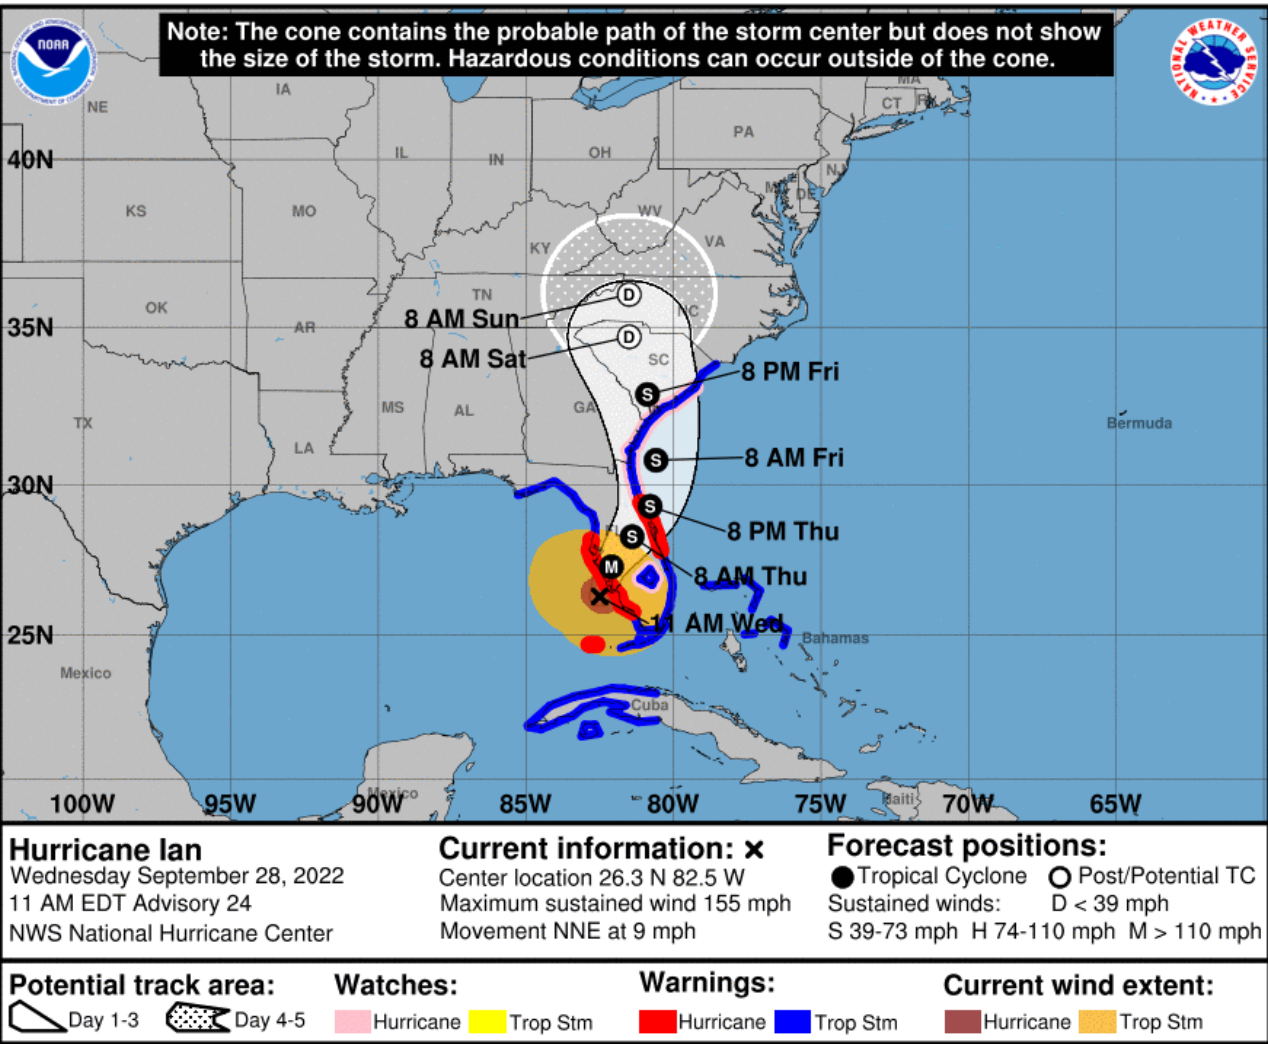 Note: The cone contains the probable path of the storm center but does not show
the size of the storm. Hazardous conditions can occur outside of the cone.
NOAA
NATIONAL WEATHER SERVICE
MA
CT
NE
IA
PA
40N
IL
IN
OH
NJ
DE
KS
MO
WV
KY
VA
OK
TN
NC
8 AM Sun
D
35N
AR
D
8 AM Sat
SC
8 PM Fri
S
TX
MS
AL
GA
Bermuda
LA
S
8 AM Fri
30N
S
8 PM Thu
S
M
8 AM Thu
11 AM Wed
25N
Bahamas
Mexico
Cuba
Mexico
Haiti
100W 95W 90W 85W 80W 75W 70W 65W
Hurricane Ian
Wednesday September 28, 2022
11 AM EDT Advisory 24
NWS National Hurricane Center
Current information: x
Center location 26.3 N 82.5 W
Maximum sustained wind 155 mph
Movement NNE at 9 mph
Forecast positions:
Tropical Cyclone Post/Potential TC
Sustained winds: D < 39 mph
S 39-73 mph H 74-110 mph M > 110 mph
Potential track area:
Day 1-3 Day 4-5
Watches:
Hurricane Trop Stm
Warnings:
Hurricane Trop Stm
Current wind extent:
Hurricane Trop Stm